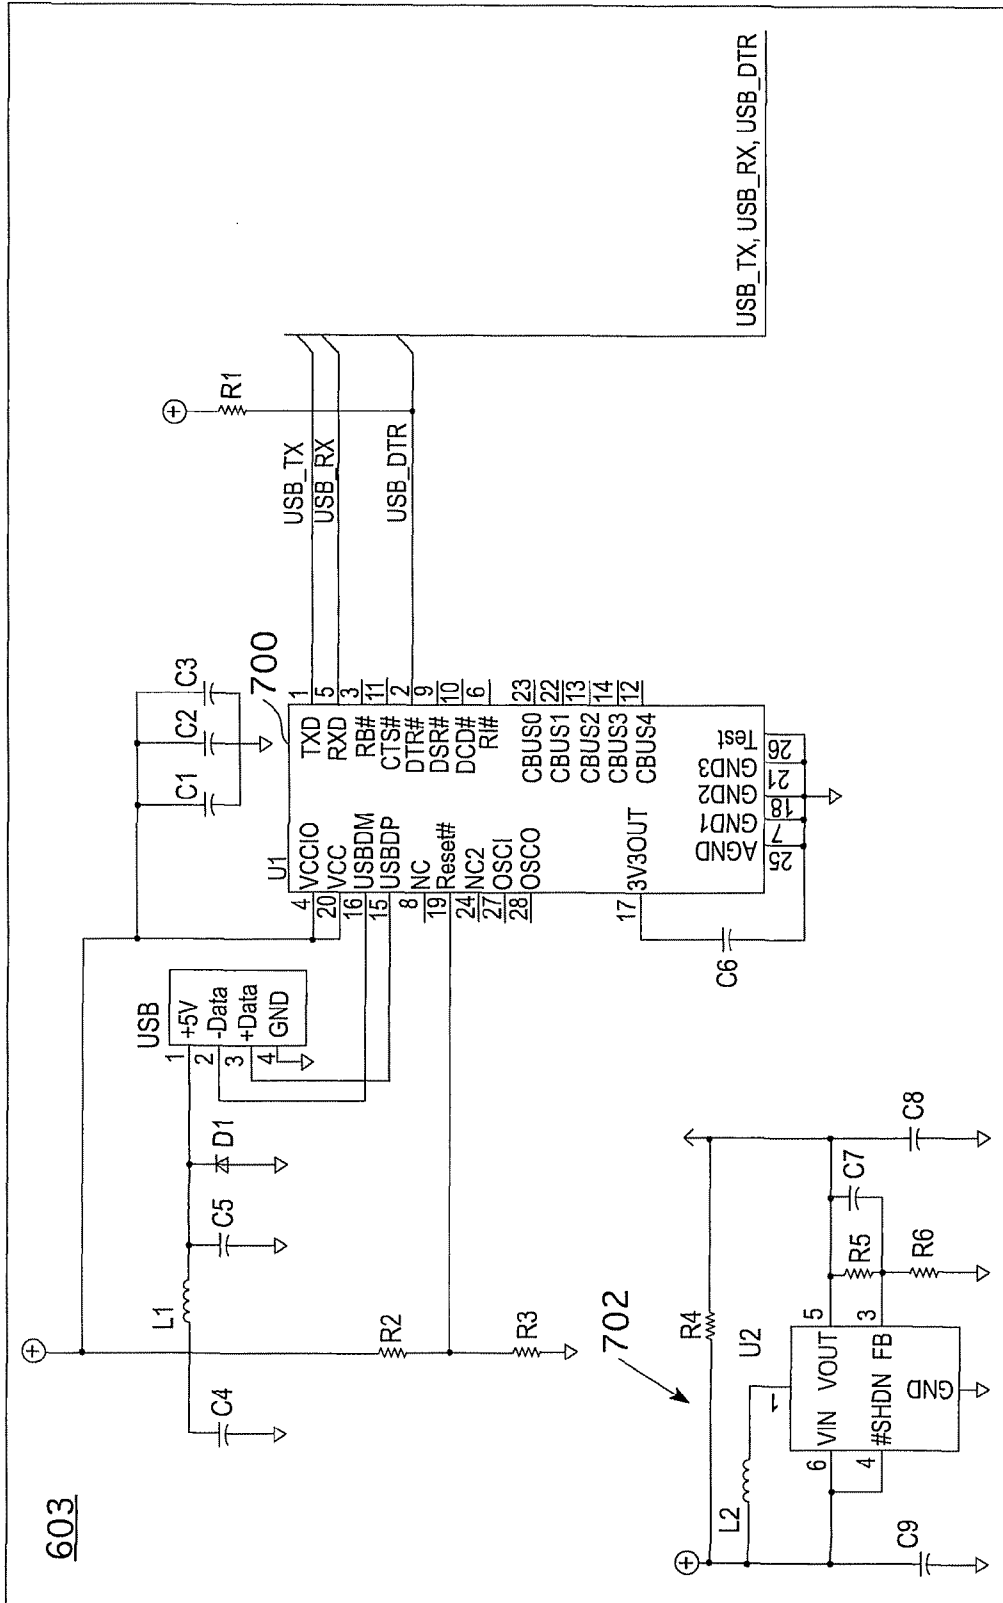 603
C4
L1
C5
D1
USB
1 +5V
2 -Data
3 +Data
4 GND
C1
C2
C3
R1
R2
R3
U1
700
4 VCCIO
20 VCC
16 USBDM
15 USBDP
8 NC
19 Reset#
24 NC2
27 OSCI
28 OSCO
17 3V3OUT
TXD 1
RXD 5
RB# 3
CTS# 11
DTR# 2
DSR# 9
DCD# 10
RI# 6
CBUS0 23
CBUS1 22
CBUS2 13
CBUS3 14
CBUS4 12
AGND 25
GND1 7
GND2 18
GND3 21
Test 26
C6
USB_TX
USB_RX
USB_DTR
USB_TX, USB_RX, USB_DTR
702
R4
L2
U2
1
6 VIN VOUT 5
4 #SHDN FB 3
GND
R5
C7
R6
C8
C9